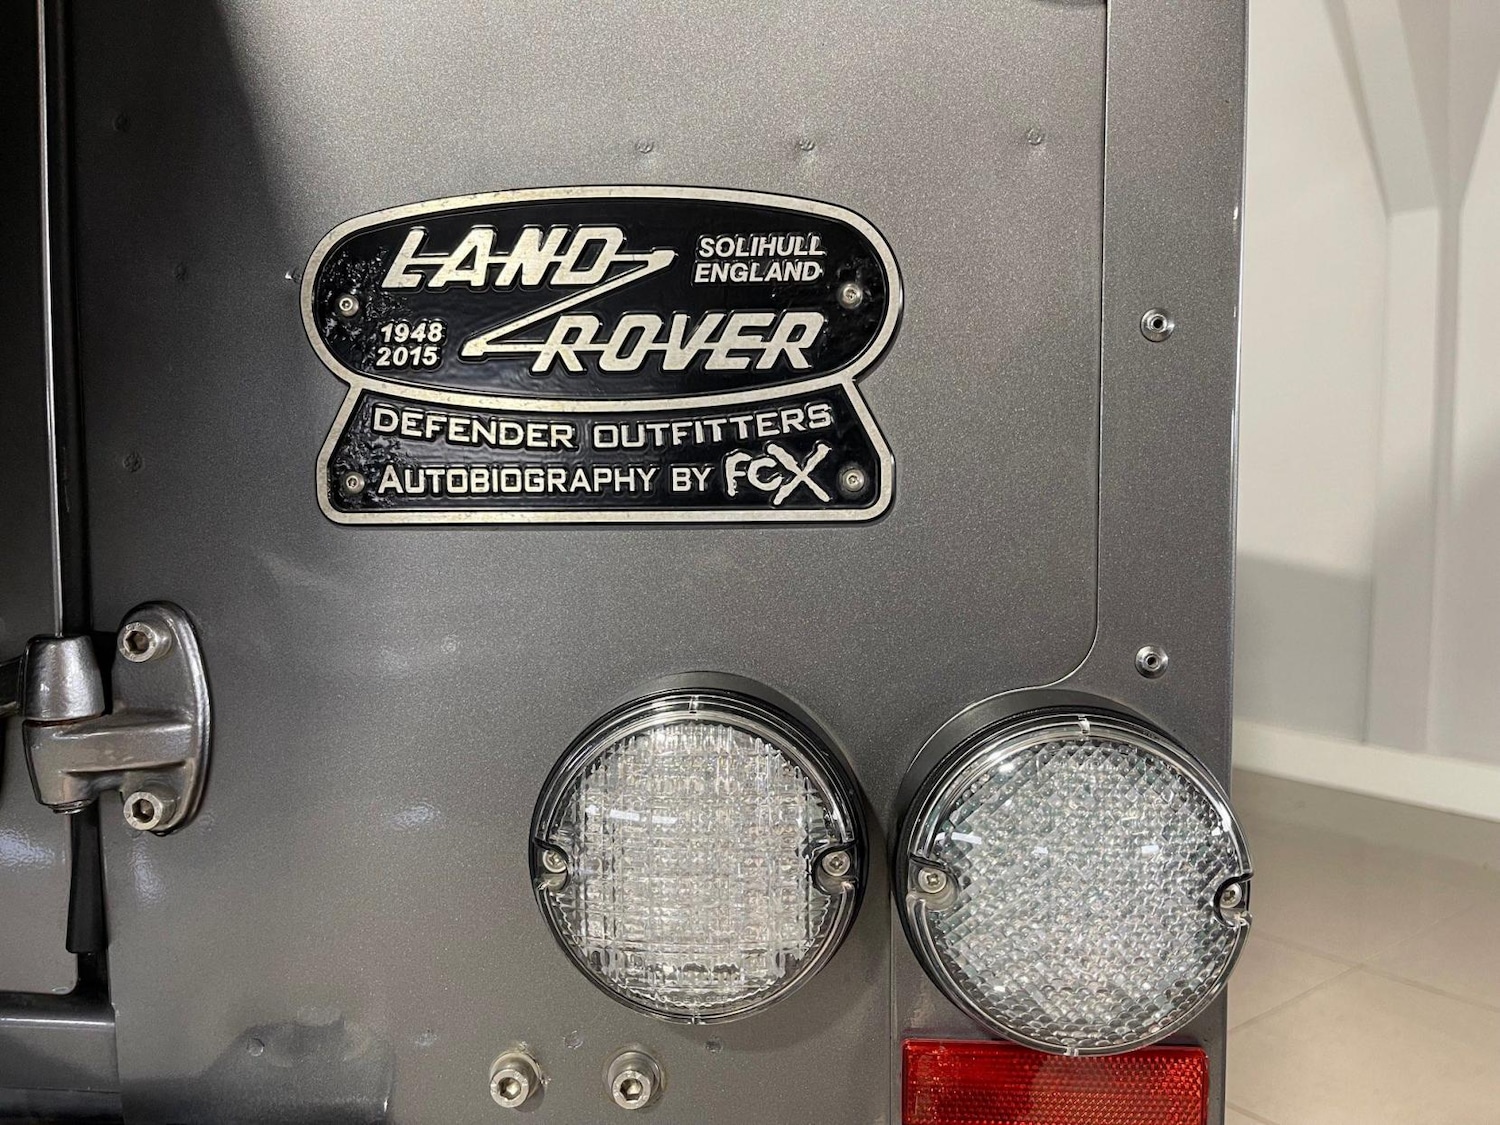 LAND
SOLIHULL
ENGLAND
1948
2015
ROVER
DEFENDER OUTFITTERS
AUTOBIOGRAPHY BY FCX